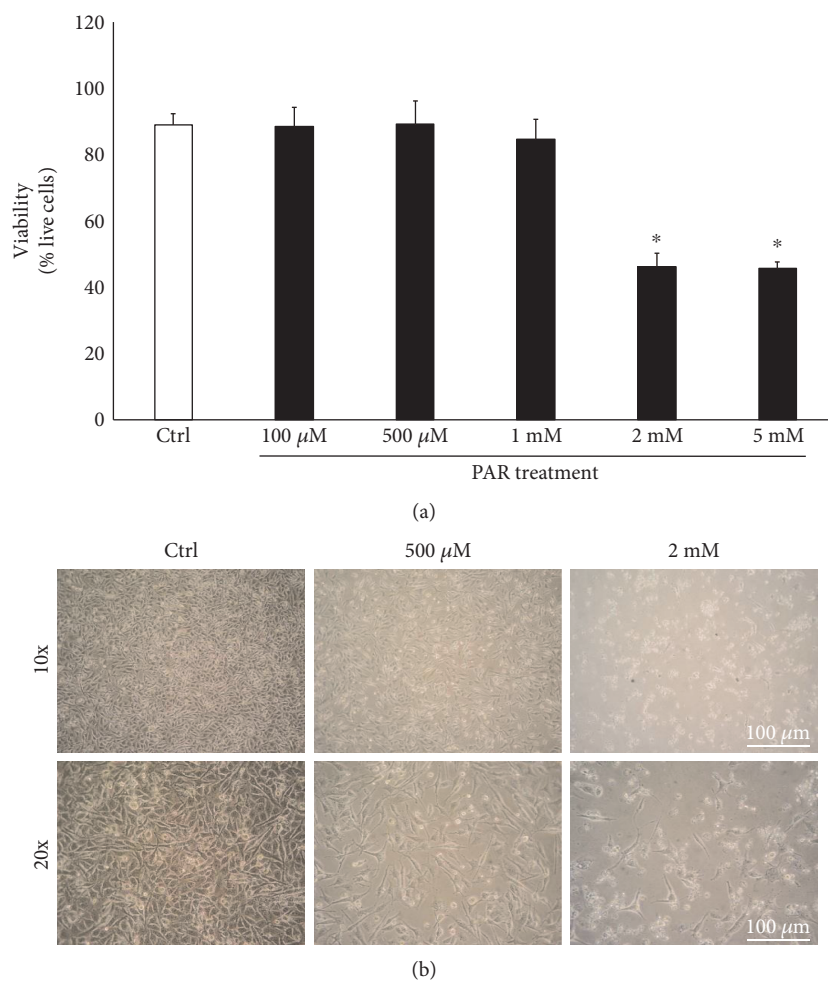 120
100
80
60
40
20
0
Viability
(% live cells)
*
*
Ctrl
100 μM
500 μM
1 mM
2 mM
5 mM
PAR treatment
(a)
Ctrl
500 μM
2 mM
10x
100 μm
20x
100 μm
(b)